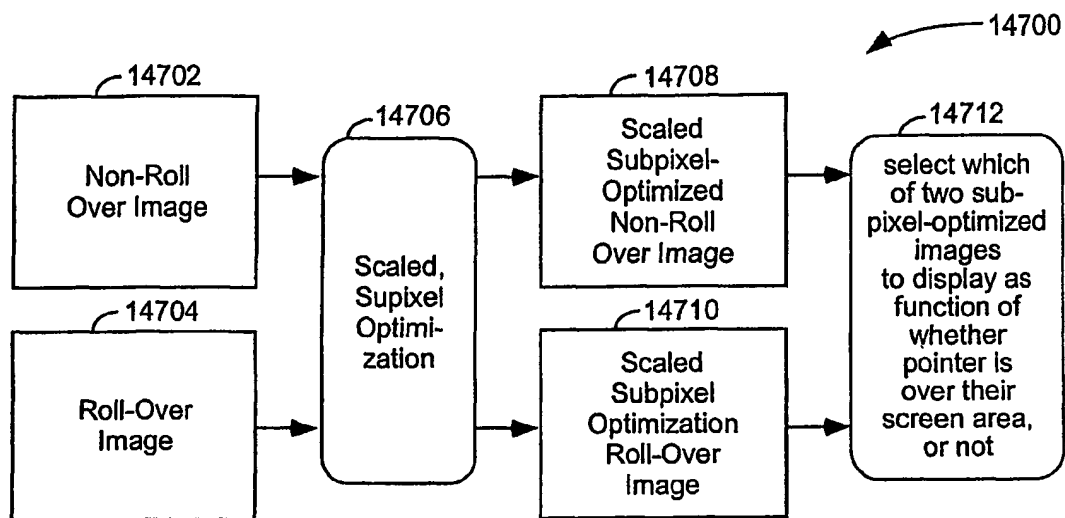 14700
14702
Non-Roll
Over Image
14704
Roll-Over
Image
14706
Scaled,
Supixel
Optimi-
zation
14708
Scaled
Subpixel-
Optimized
Non-Roll
Over Image
14710
Scaled
Subpixel
Optimization
Roll-Over
Image
14712
select which
of two sub-
pixel-optimized
images
to display as
function of
whether
pointer is
over their
screen area,
or not